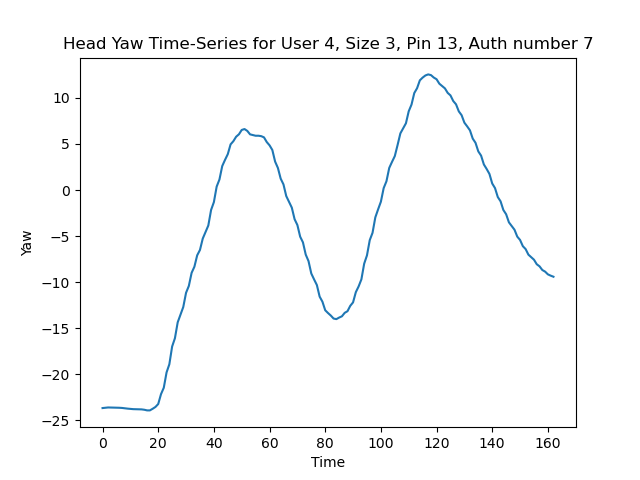 Head Yaw Time-Series for User 4, Size 3, Pin 13, Auth number 7
10
5
0
−5
−10
−15
−20
−25
Yaw
0 20 40 60 80 100 120 140 160
Time